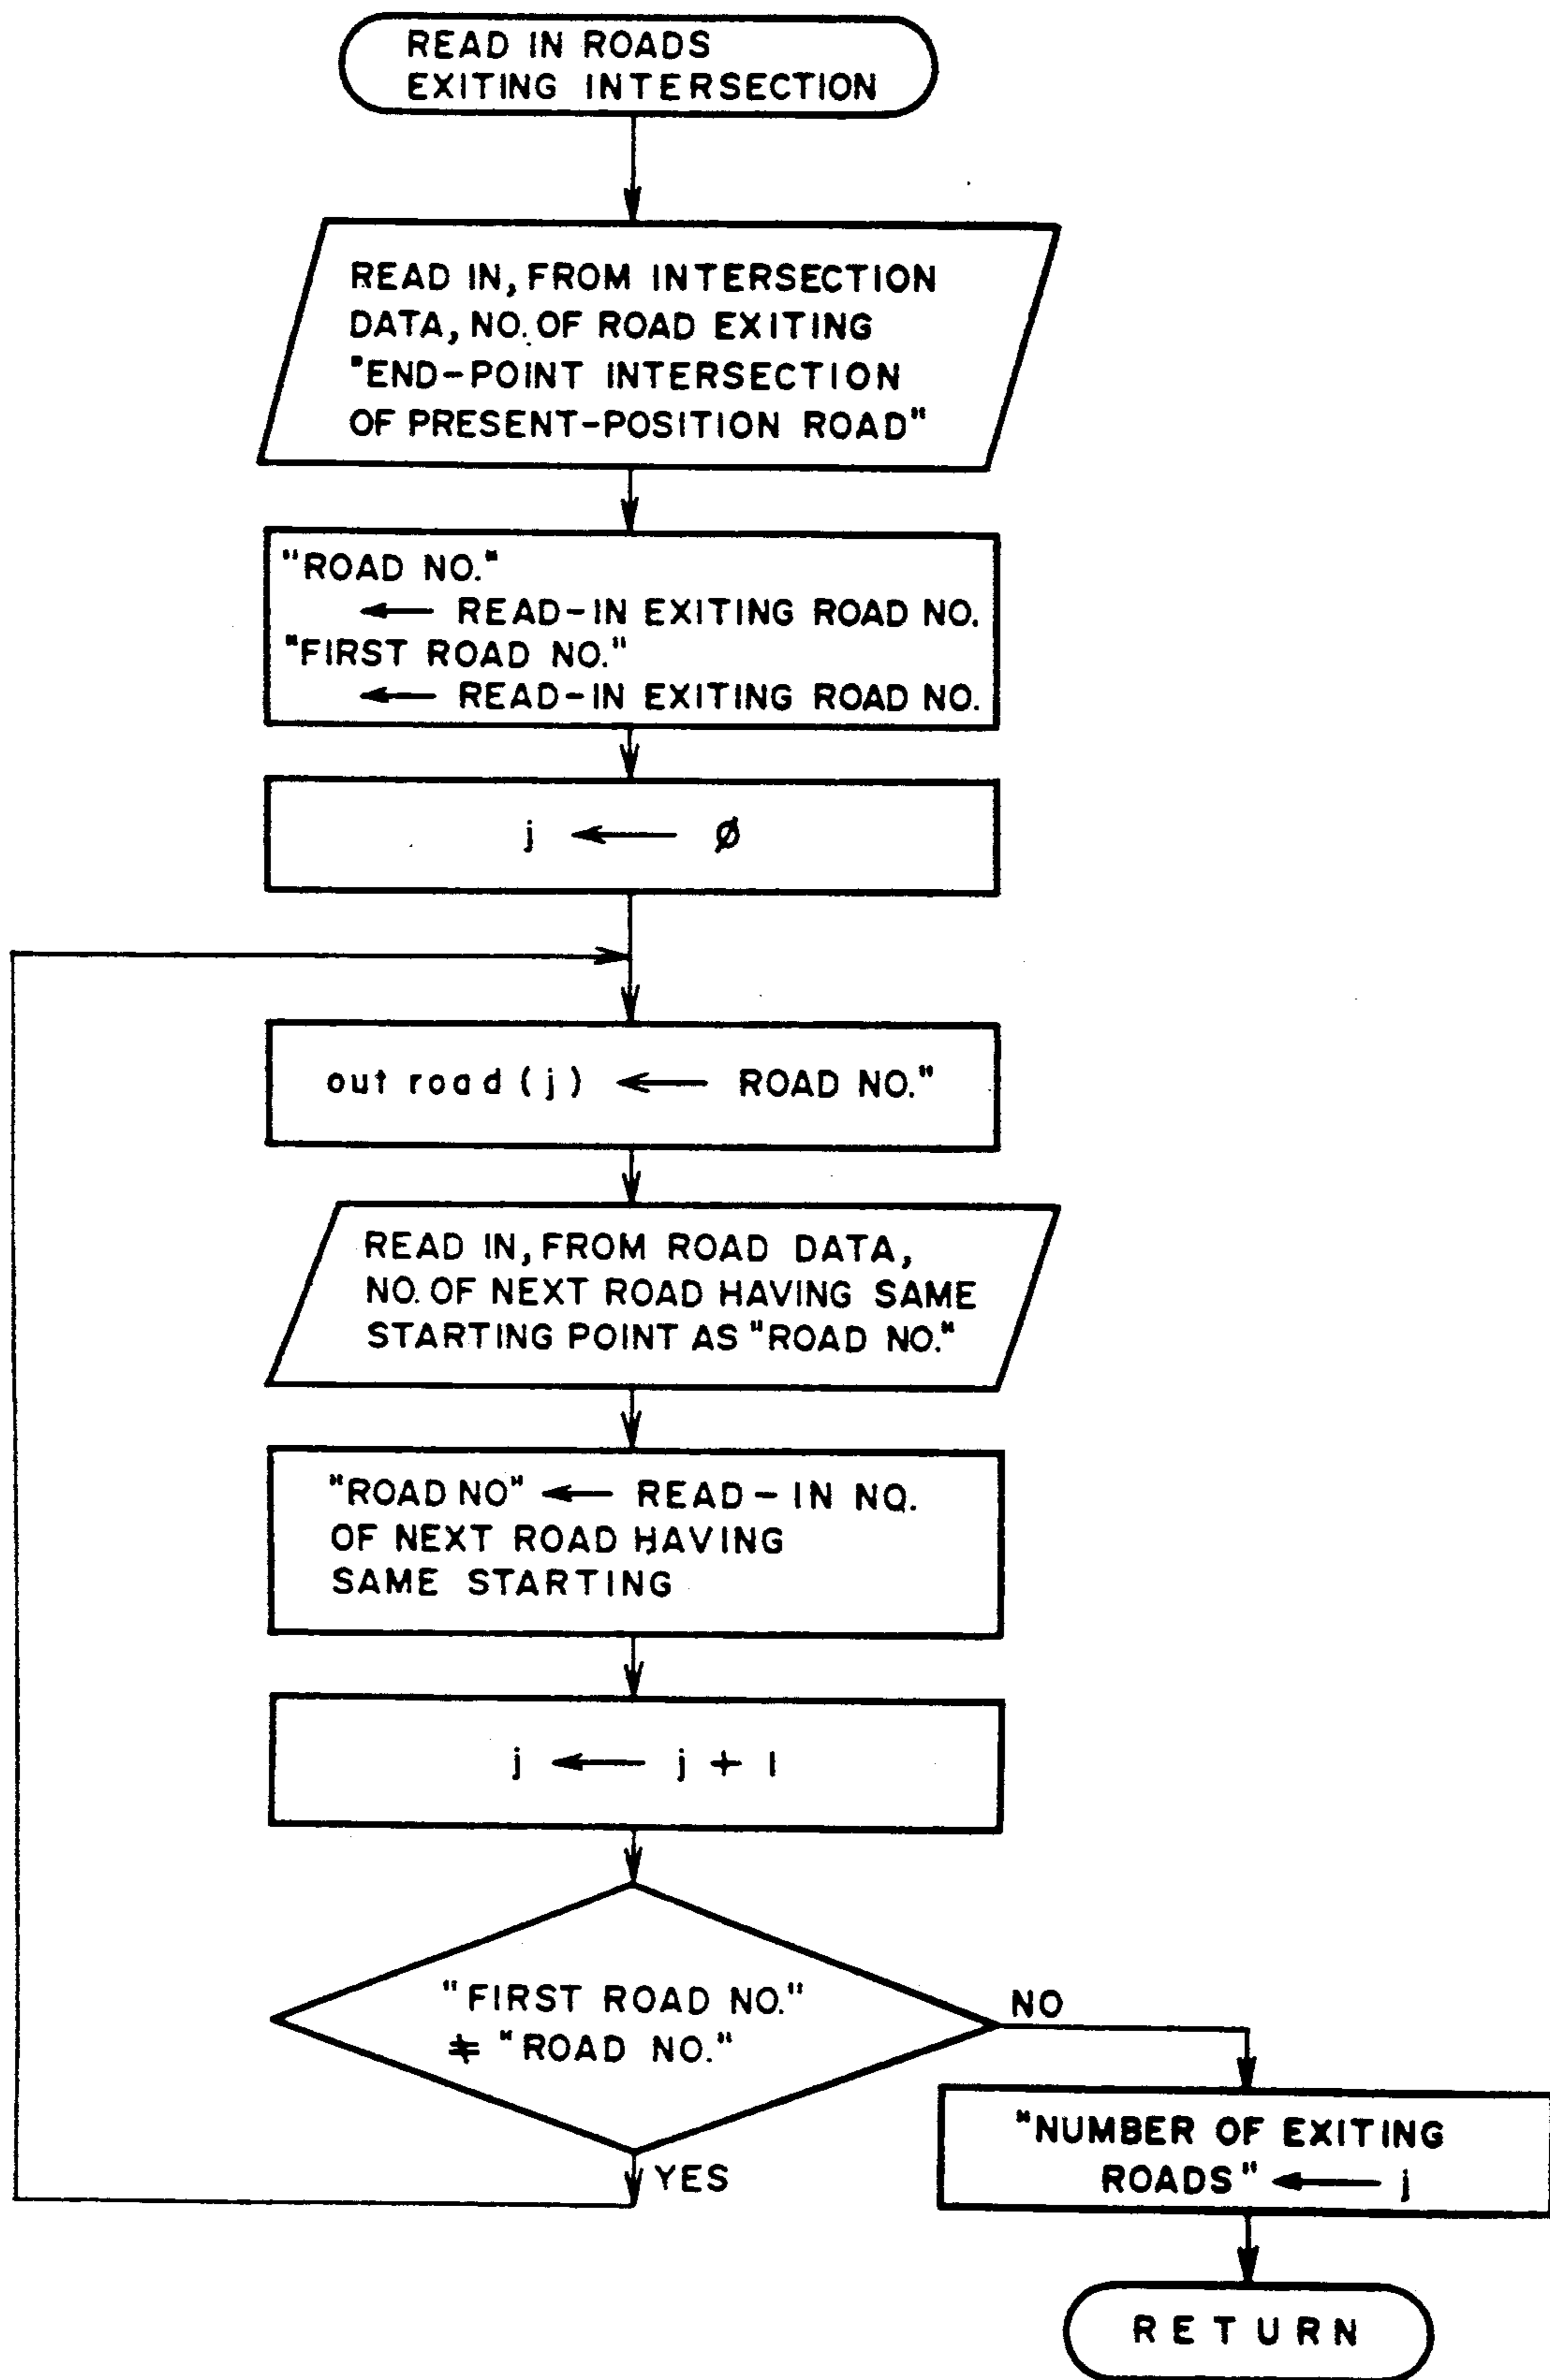 READ IN ROADS
EXITING INTERSECTION
READ IN, FROM INTERSECTION
DATA, NO. OF ROAD EXITING
"END-POINT INTERSECTION
OF PRESENT-POSITION ROAD"
"ROAD NO."
← READ-IN EXITING ROAD NO.
"FIRST ROAD NO."
← READ-IN EXITING ROAD NO.
j ← Ø
out road (j) ← ROAD NO."
READ IN, FROM ROAD DATA,
NO. OF NEXT ROAD HAVING SAME
STARTING POINT AS "ROAD NO."
"ROAD NO" ← READ-IN NO.
OF NEXT ROAD HAVING
SAME STARTING
j ← j + 1
"FIRST ROAD NO."
≠ "ROAD NO."
NO
YES
"NUMBER OF EXITING
ROADS" ← j
RETURN